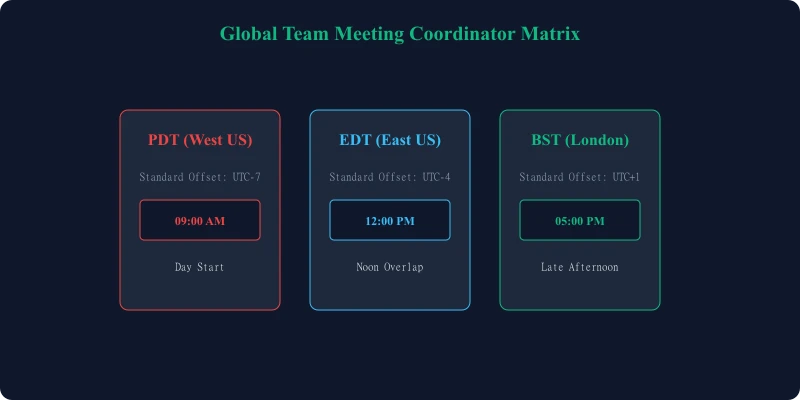 Global Team Meeting Coordinator Matrix
PDT (West US)
Standard Offset: UTC-7
09:00 AM
Day Start
EDT (East US)
Standard Offset: UTC-4
12:00 PM
Noon Overlap
BST (London)
Standard Offset: UTC+1
05:00 PM
Late Afternoon